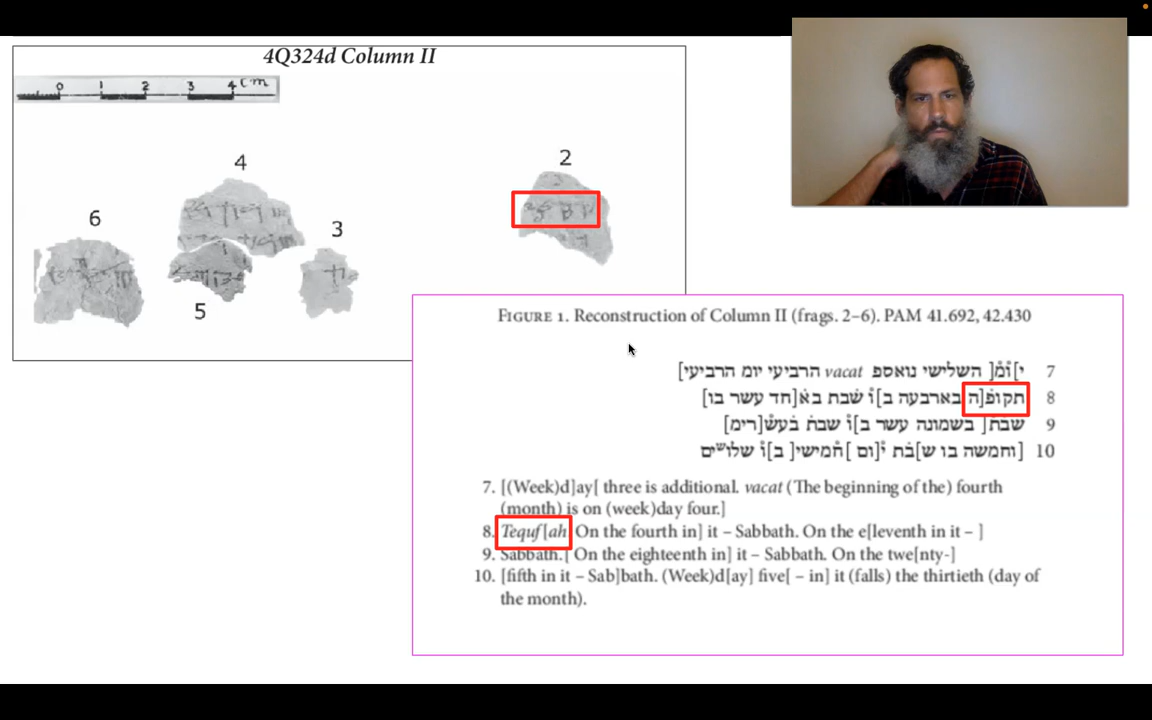 4Q324d Column II
0 1 2 3 4 cm
4
2
6
3
5
FIGURE 1. Reconstruction of Column II (frags. 2–6). PAM 41.692, 42.430
7 י]ו֯מ֯[ השלישי נואספ vacat הרביעי יומ הרביעי]
8 תקופ֯[ה בארבעה ב]ו֯ שבת בא֯[חד עשר בו]
9 שבת֯[ בשמונה עשר ב]ו֯ שבת בעש֯[רימ]
10 [וחמשה בו ש]בת י֯[ום ]ח֯מישי[ ב]ו֯ שלושים
7. [(Week)d]ay[ three is additional. vacat (The beginning of the) fourth
(month) is on (week)day four.]
8. Tequf[ah On the fourth in] it – Sabbath. On the e[leventh in it – ]
9. Sabbath.[ On the eighteenth in] it – Sabbath. On the twe[nty-]
10. [fifth in it – Sab]bath. (Week)d[ay] five[ – in] it (falls) the thirtieth (day of
the month).